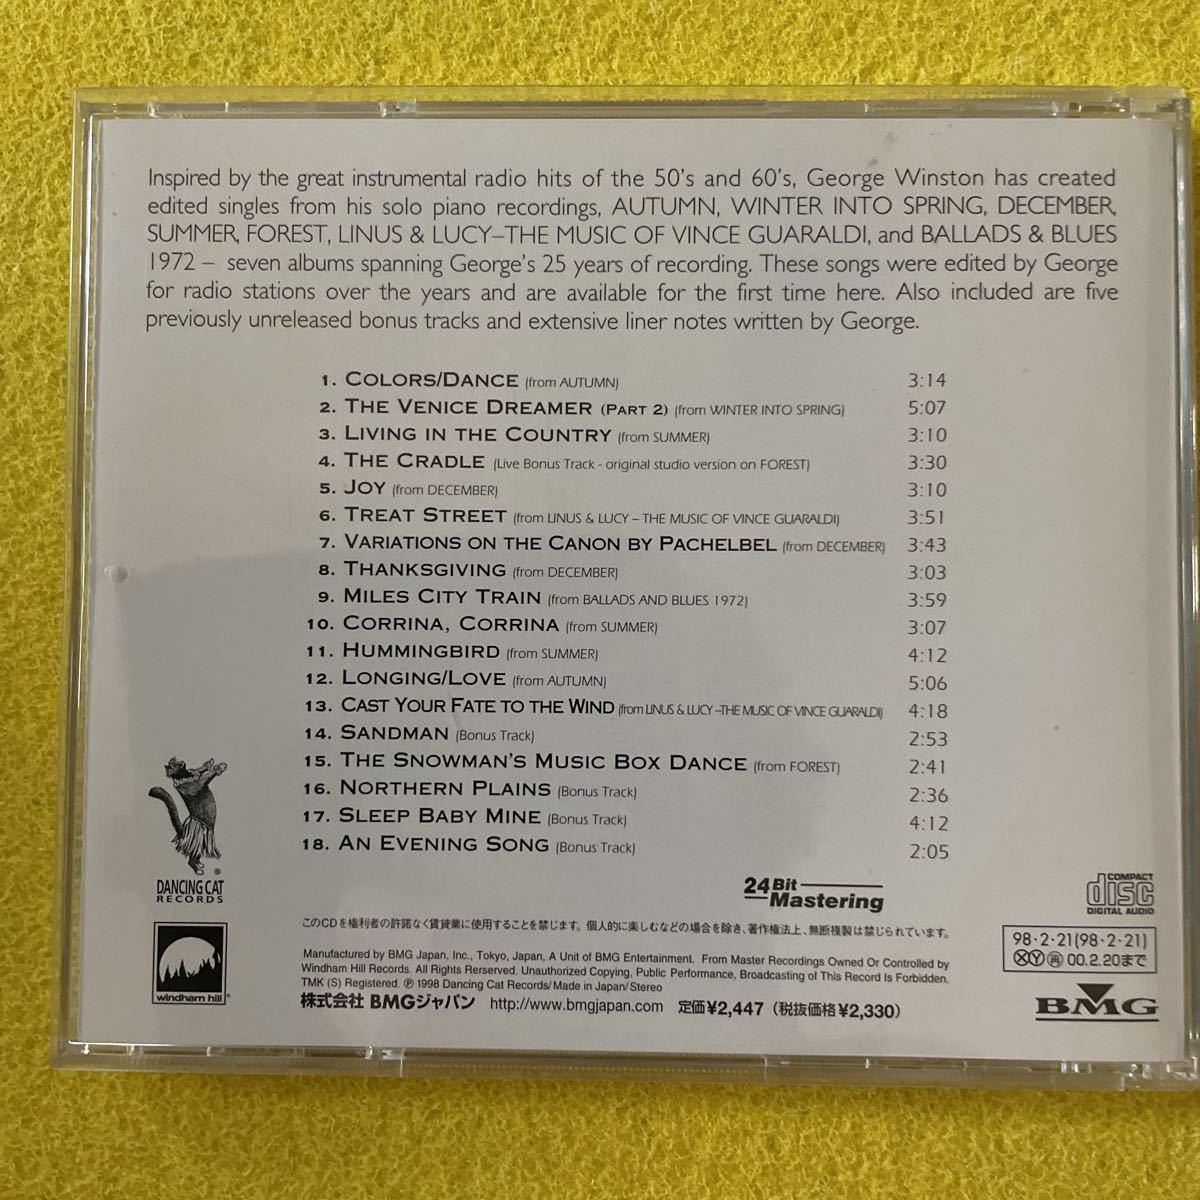 Inspired by the great instrumental radio hits of the 50's and 60's, George Winston has created
edited singles from his solo piano recordings, AUTUMN, WINTER INTO SPRING, DECEMBER,
SUMMER, FOREST, LINUS & LUCY–THE MUSIC OF VINCE GUARALDI, and BALLADS & BLUES
1972 – seven albums spanning George's 25 years of recording. These songs were edited by George
for radio stations over the years and are available for the first time here. Also included are five
previously unreleased bonus tracks and extensive liner notes written by George.
1. COLORS/DANCE (from AUTUMN) 3:14
2. THE VENICE DREAMER (PART 2) (from WINTER INTO SPRING) 5:07
3. LIVING IN THE COUNTRY (from SUMMER) 3:10
4. THE CRADLE (Live Bonus Track - original studio version on FOREST) 3:30
5. JOY (from DECEMBER) 3:10
6. TREAT STREET (from LINUS & LUCY – THE MUSIC OF VINCE GUARALDI) 3:51
7. VARIATIONS ON THE CANON BY PACHELBEL (from DECEMBER) 3:43
8. THANKSGIVING (from DECEMBER) 3:03
9. MILES CITY TRAIN (from BALLADS AND BLUES 1972) 3:59
10. CORRINA, CORRINA (from SUMMER) 3:07
11. HUMMINGBIRD (from SUMMER) 4:12
12. LONGING/LOVE (from AUTUMN) 5:06
13. CAST YOUR FATE TO THE WIND (from LINUS & LUCY –THE MUSIC OF VINCE GUARALDI) 4:18
14. SANDMAN (Bonus Track) 2:53
15. THE SNOWMAN'S MUSIC BOX DANCE (from FOREST) 2:41
16. NORTHERN PLAINS (Bonus Track) 2:36
17. SLEEP BABY MINE (Bonus Track) 4:12
18. AN EVENING SONG (Bonus Track) 2:05
®
DANCING CAT
RECORDS
windham hill®
24Bit
Mastering
COMPACT
disc
DIGITAL AUDIO
このCDを権利者の許諾なく賃貸業に使用することを禁じます。個人的に楽しむなどの場合を除き、著作権法上、無断複製は禁じられています。
Manufactured by BMG Japan, Inc., Tokyo, Japan, A Unit of BMG Entertainment. From Master Recordings Owned Or Controlled by
Windham Hill Records. All Rights Rerserved. Unauthorized Copying, Public Performance, Broadcasting of This Record Is Forbidden.
TMK (S) Registered. ℗ 1998 Dancing Cat Records/Made in Japan/Stereo
株式会社 BMGジャパン http://www.bmgjapan.com 定価¥2,447 (税抜価格¥2,330)
98・2・21(98・2・21)
ⓍⓎ再 00.2.20まで
BMG